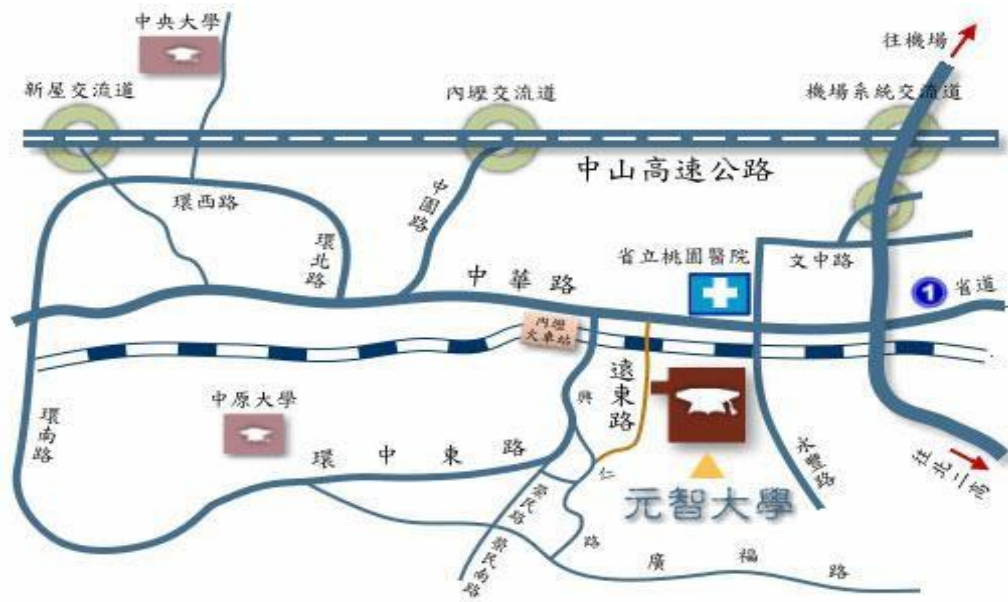 中央大學
往機場
新屋交流道
內壢交流道
機場系統交流道
中山高速公路
環西路
中園路
環北路
省立桃園醫院
文中路
中華路
1
省道
內壢
火車站
遠東路
興仁路
中原大學
環南路
環中東路
永豐路
往北二高
元智大學
榮民路
榮民南路
廣福路